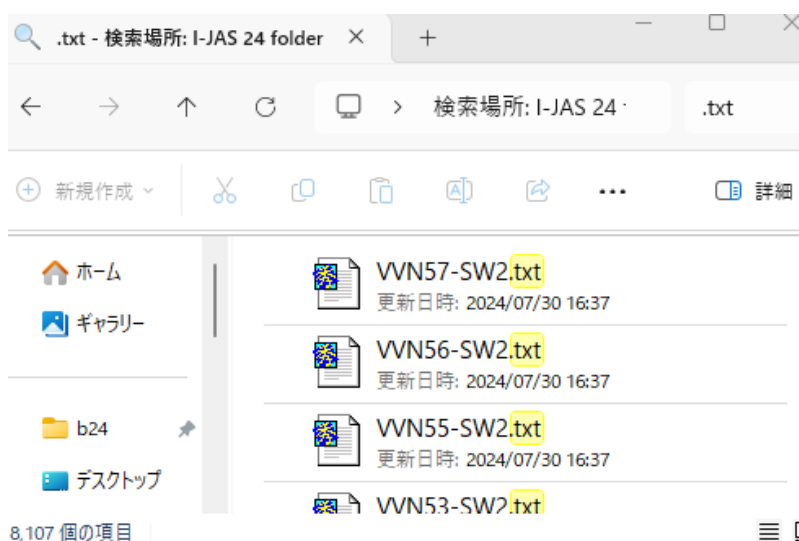 .txt - 検索場所: I-JAS 24 folder
検索場所: I-JAS 24
.txt
新規作成
詳細
ホーム
ギャラリー
b24
デスクトップ
VVN57-SW2.txt
更新日時: 2024/07/30 16:37
VVN56-SW2.txt
更新日時: 2024/07/30 16:37
VVN55-SW2.txt
更新日時: 2024/07/30 16:37
VVN53-SW2.txt
8,107 個の項目